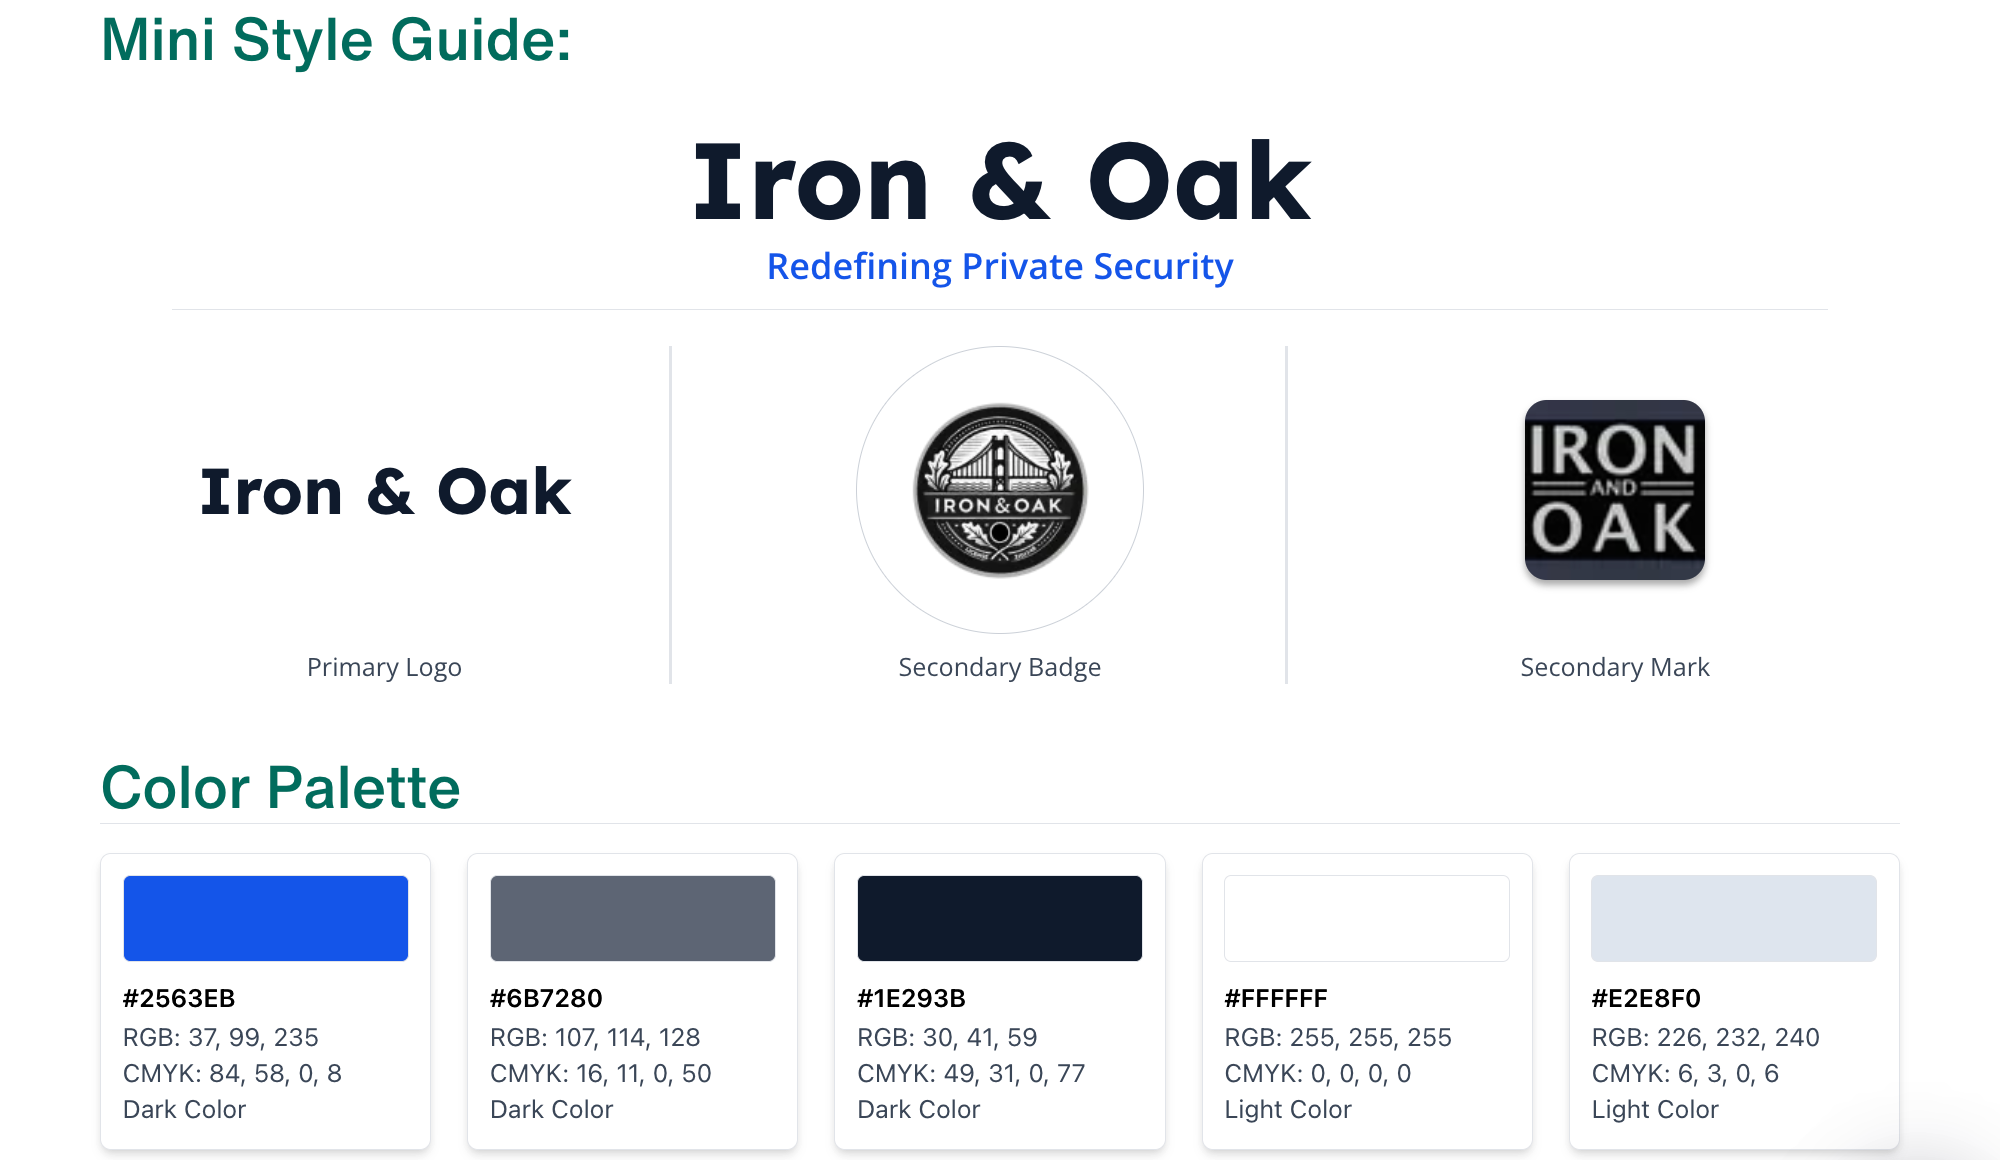 Mini Style Guide:
Iron & Oak
Redefining Private Security
Iron & Oak
IRON & OAK
IRON
AND
OAK
Primary Logo
Secondary Badge
Secondary Mark
Color Palette
#2563EB
RGB: 37, 99, 235
CMYK: 84, 58, 0, 8
Dark Color
#6B7280
RGB: 107, 114, 128
CMYK: 16, 11, 0, 50
Dark Color
#1E293B
RGB: 30, 41, 59
CMYK: 49, 31, 0, 77
Dark Color
#FFFFFF
RGB: 255, 255, 255
CMYK: 0, 0, 0, 0
Light Color
#E2E8F0
RGB: 226, 232, 240
CMYK: 6, 3, 0, 6
Light Color